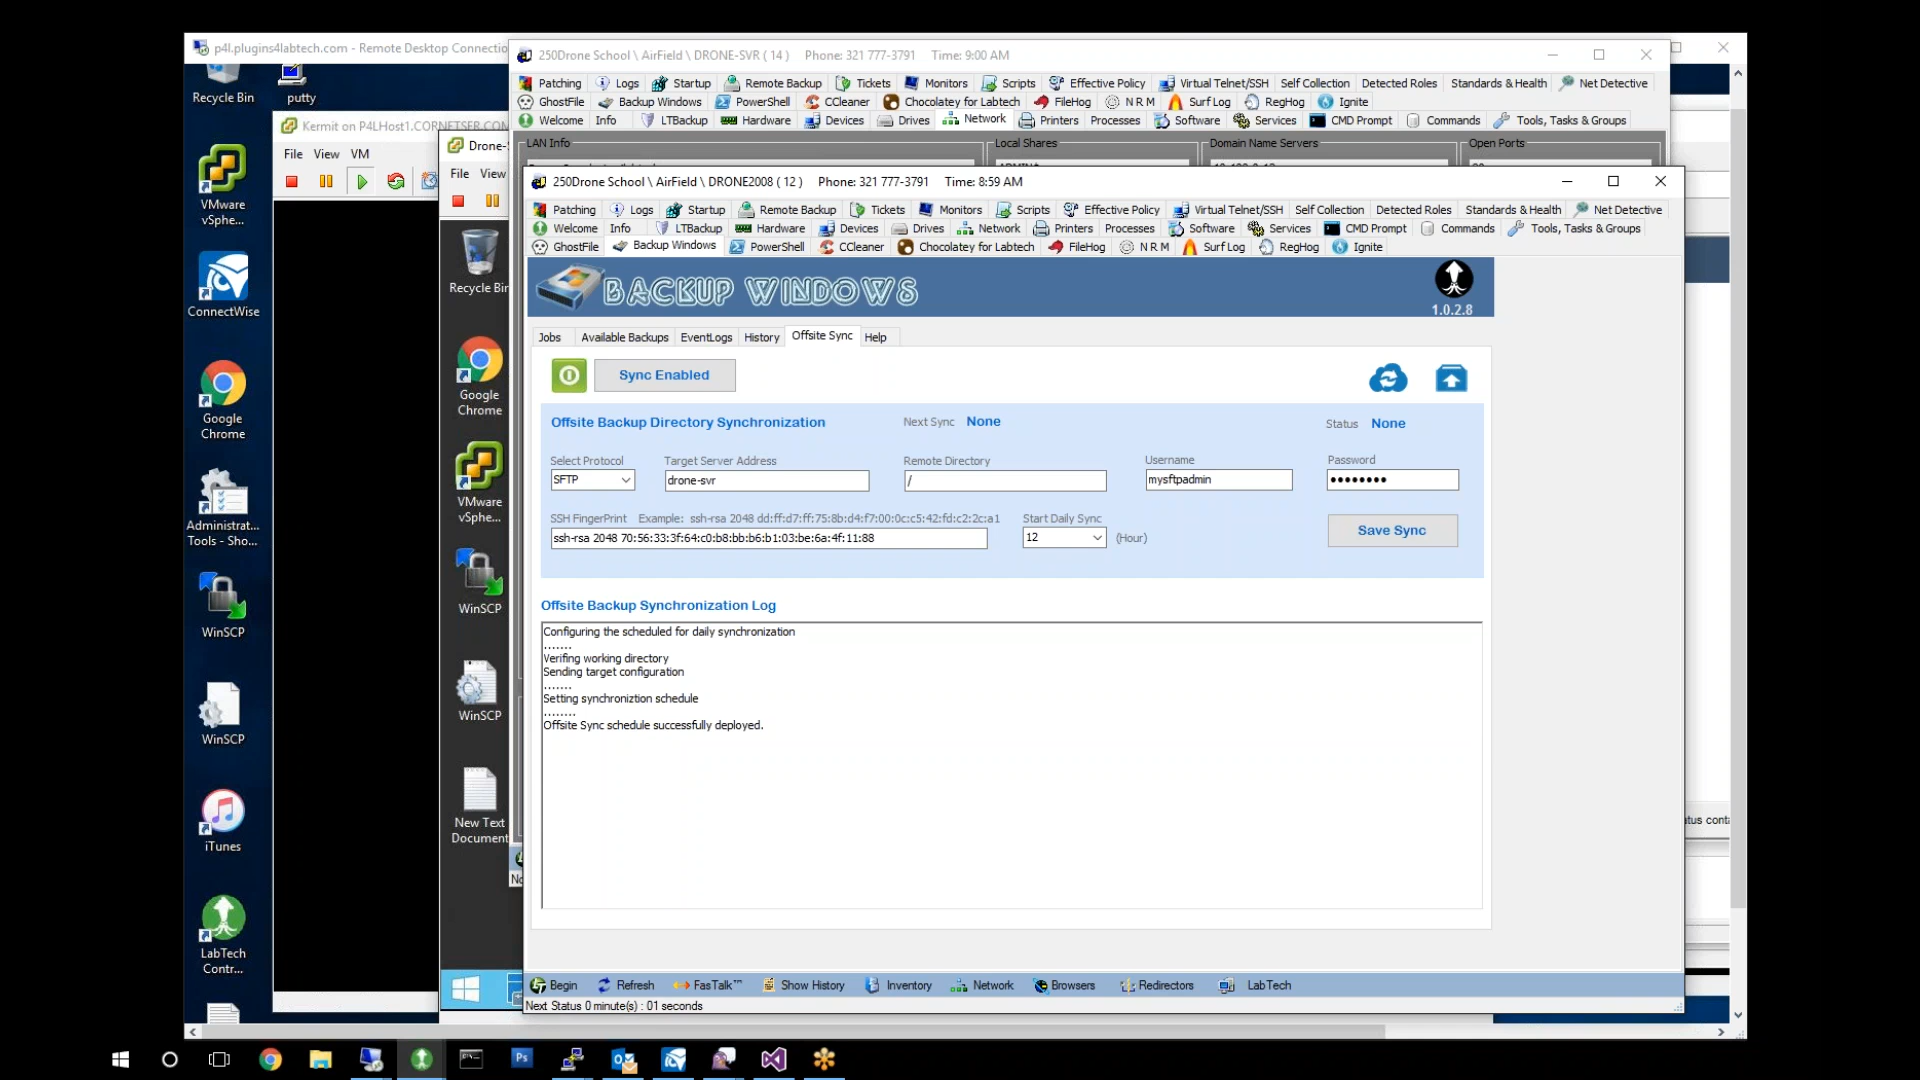 p4l.plugins4labtech.com - Remote Desktop Connectio
250Drone School \ AirField \ DRONE-SVR ( 14 ) Phone: 321 777-3791 Time: 9:00 AM
Patching Logs Startup Remote Backup Tickets Monitors Scripts Effective Policy Virtual Telnet/SSH Self Collection Detected Roles Standards & Health Net Detective
GhostFile Backup Windows PowerShell CCleaner Chocolatey for Labtech FileHog N R M Surf Log RegHog Ignite
Welcome Info LTBackup Hardware Devices Drives Network Printers Processes Software Services CMD Prompt Commands Tools, Tasks & Groups
LAN Info Local Shares Domain Name Servers Open Ports
Recycle Bin
putty
Kermit on P4LHost1.CORNETSER.COM
File View VM
Drone-S
File View
VMware
vSphe...
ConnectWise
Google
Chrome
Administrat...
Tools - Sho...
WinSCP
WinSCP
iTunes
LabTech
Contr...
Recycle Bin
Google
Chrome
VMware
vSphe...
WinSCP
WinSCP
New Text
Document
250Drone School \ AirField \ DRONE2008 ( 12 ) Phone: 321 777-3791 Time: 8:59 AM
Patching Logs Startup Remote Backup Tickets Monitors Scripts Effective Policy Virtual Telnet/SSH Self Collection Detected Roles Standards & Health Net Detective
Welcome Info LTBackup Hardware Devices Drives Network Printers Processes Software Services CMD Prompt Commands Tools, Tasks & Groups
GhostFile Backup Windows PowerShell CCleaner Chocolatey for Labtech FileHog N R M Surf Log RegHog Ignite
BACKUP WINDOWS
1.0.2.8
Jobs Available Backups EventLogs History Offsite Sync Help
Sync Enabled
Offsite Backup Directory Synchronization Next Sync None Status None
Select Protocol Target Server Address Remote Directory Username Password
SFTP drone-svr / mysftpadmin ••••••••
SSH FingerPrint Example: ssh-rsa 2048 dd:ff:d7:ff:75:8b:d4:f7:00:0c:c5:42:fd:c2:2c:a1 Start Daily Sync
ssh-rsa 2048 70:56:33:3f:64:c0:b8:bb:b6:b1:03:be:6a:4f:11:88 12 (Hour) Save Sync
Offsite Backup Synchronization Log
Configuring the scheduled for daily synchronization
.......
Verifing working directory
Sending target configuration
.......
Setting synchroniztion schedule
........
Offsite Sync schedule successfully deployed.
atus conta
Begin Refresh FasTalk™ Show History Inventory Network Browsers Redirectors LabTech
Next Status 0 minute(s) : 01 seconds
Ps